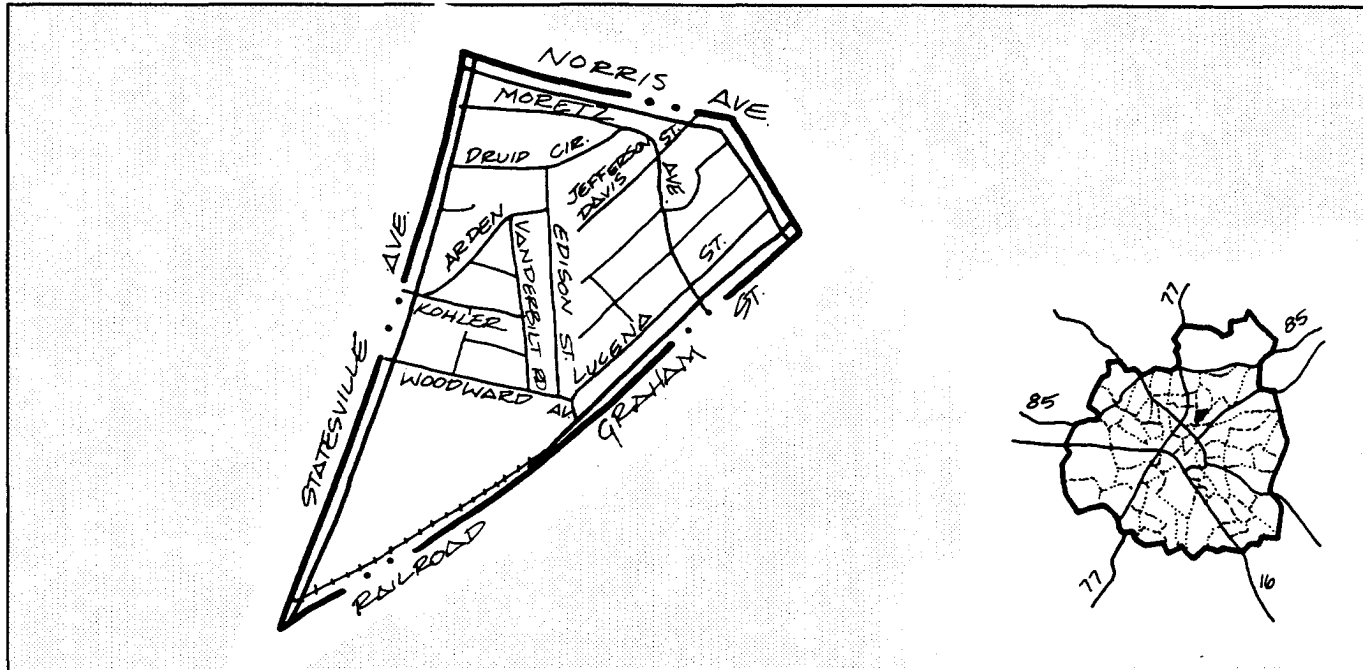 NORRIS AVE.
MORETZ AVE.
DRUID CIR.
JEFFERSON DAVIS ST.
ARDEN
VANDERBILT RD
EDISON ST.
LUCENA ST.
KOHLER
WOODWARD AV.
STATESVILLE AVE.
GRAHAM ST.
RAILROAD
77
85
85
77
16